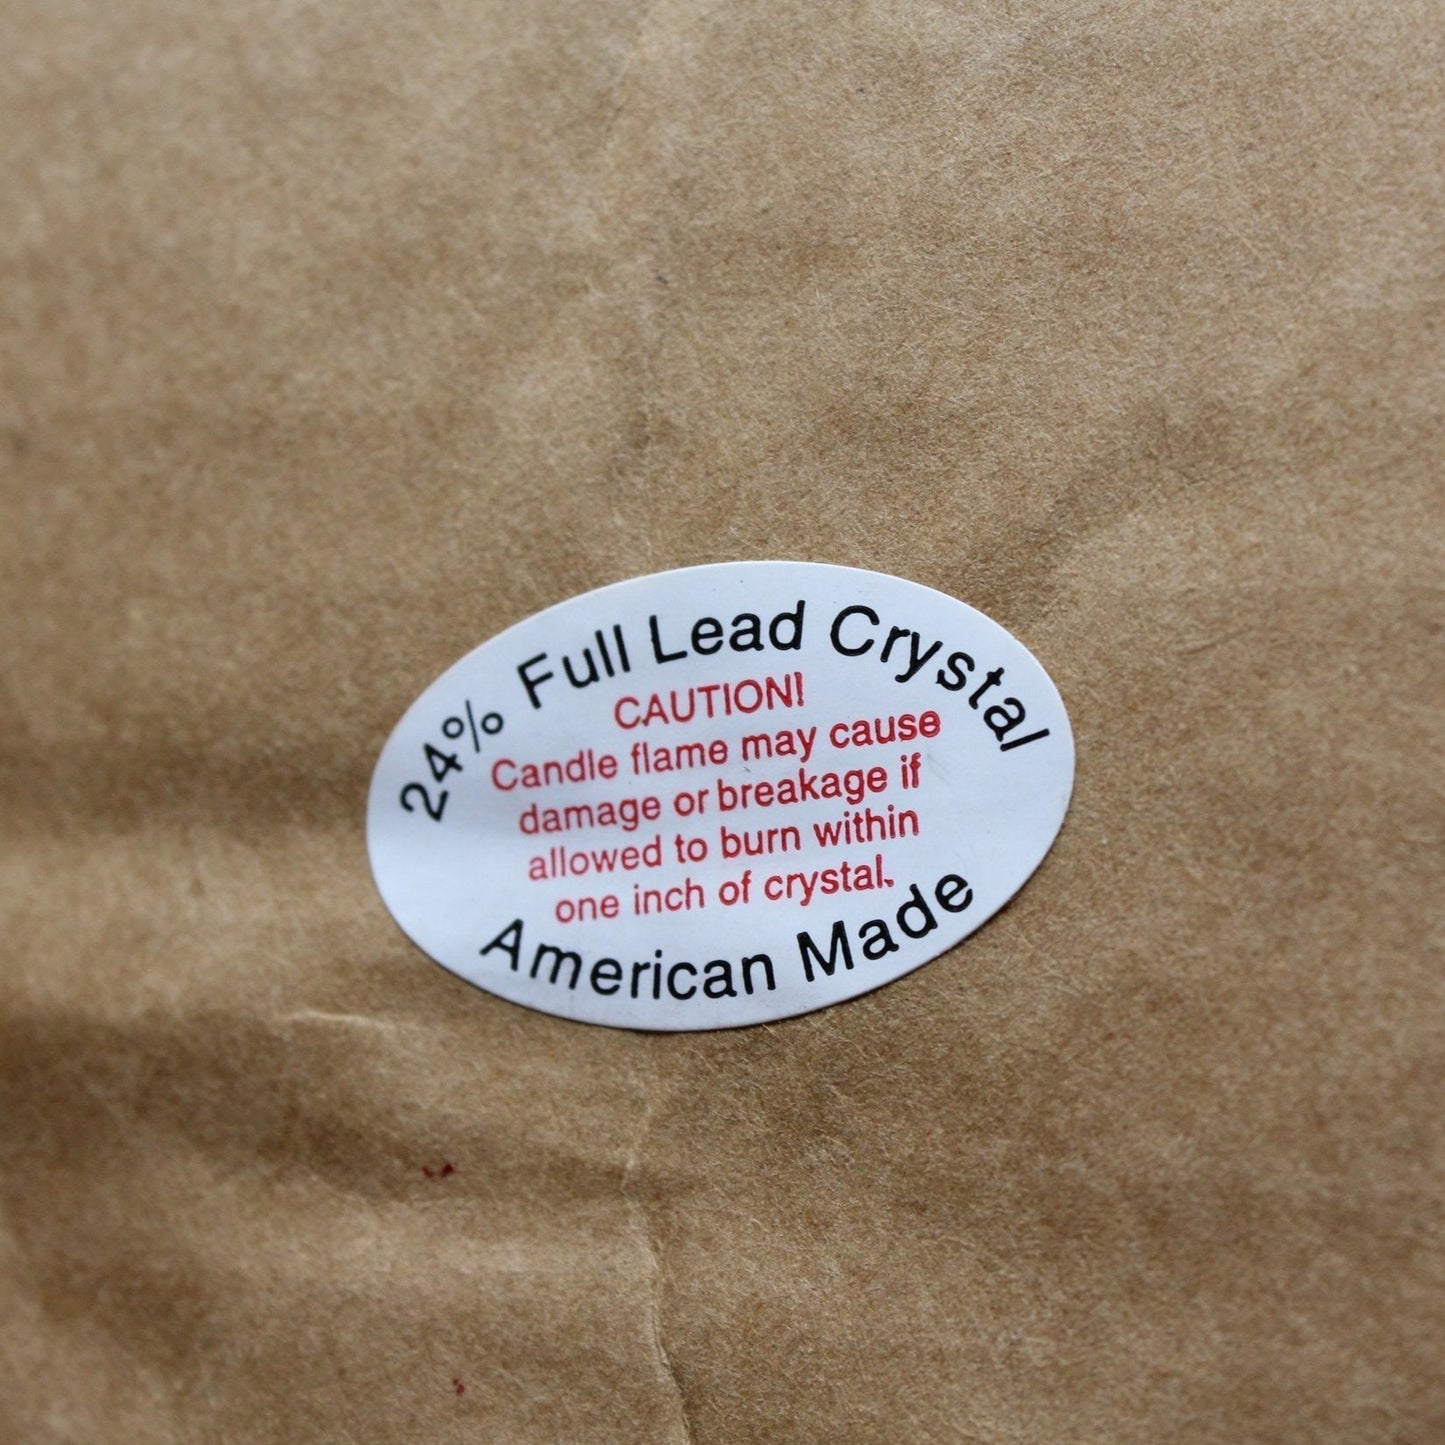 24% Full Lead Crystal
CAUTION!
Candle flame may cause
damage or breakage if
allowed to burn within
one inch of crystal.
American Made